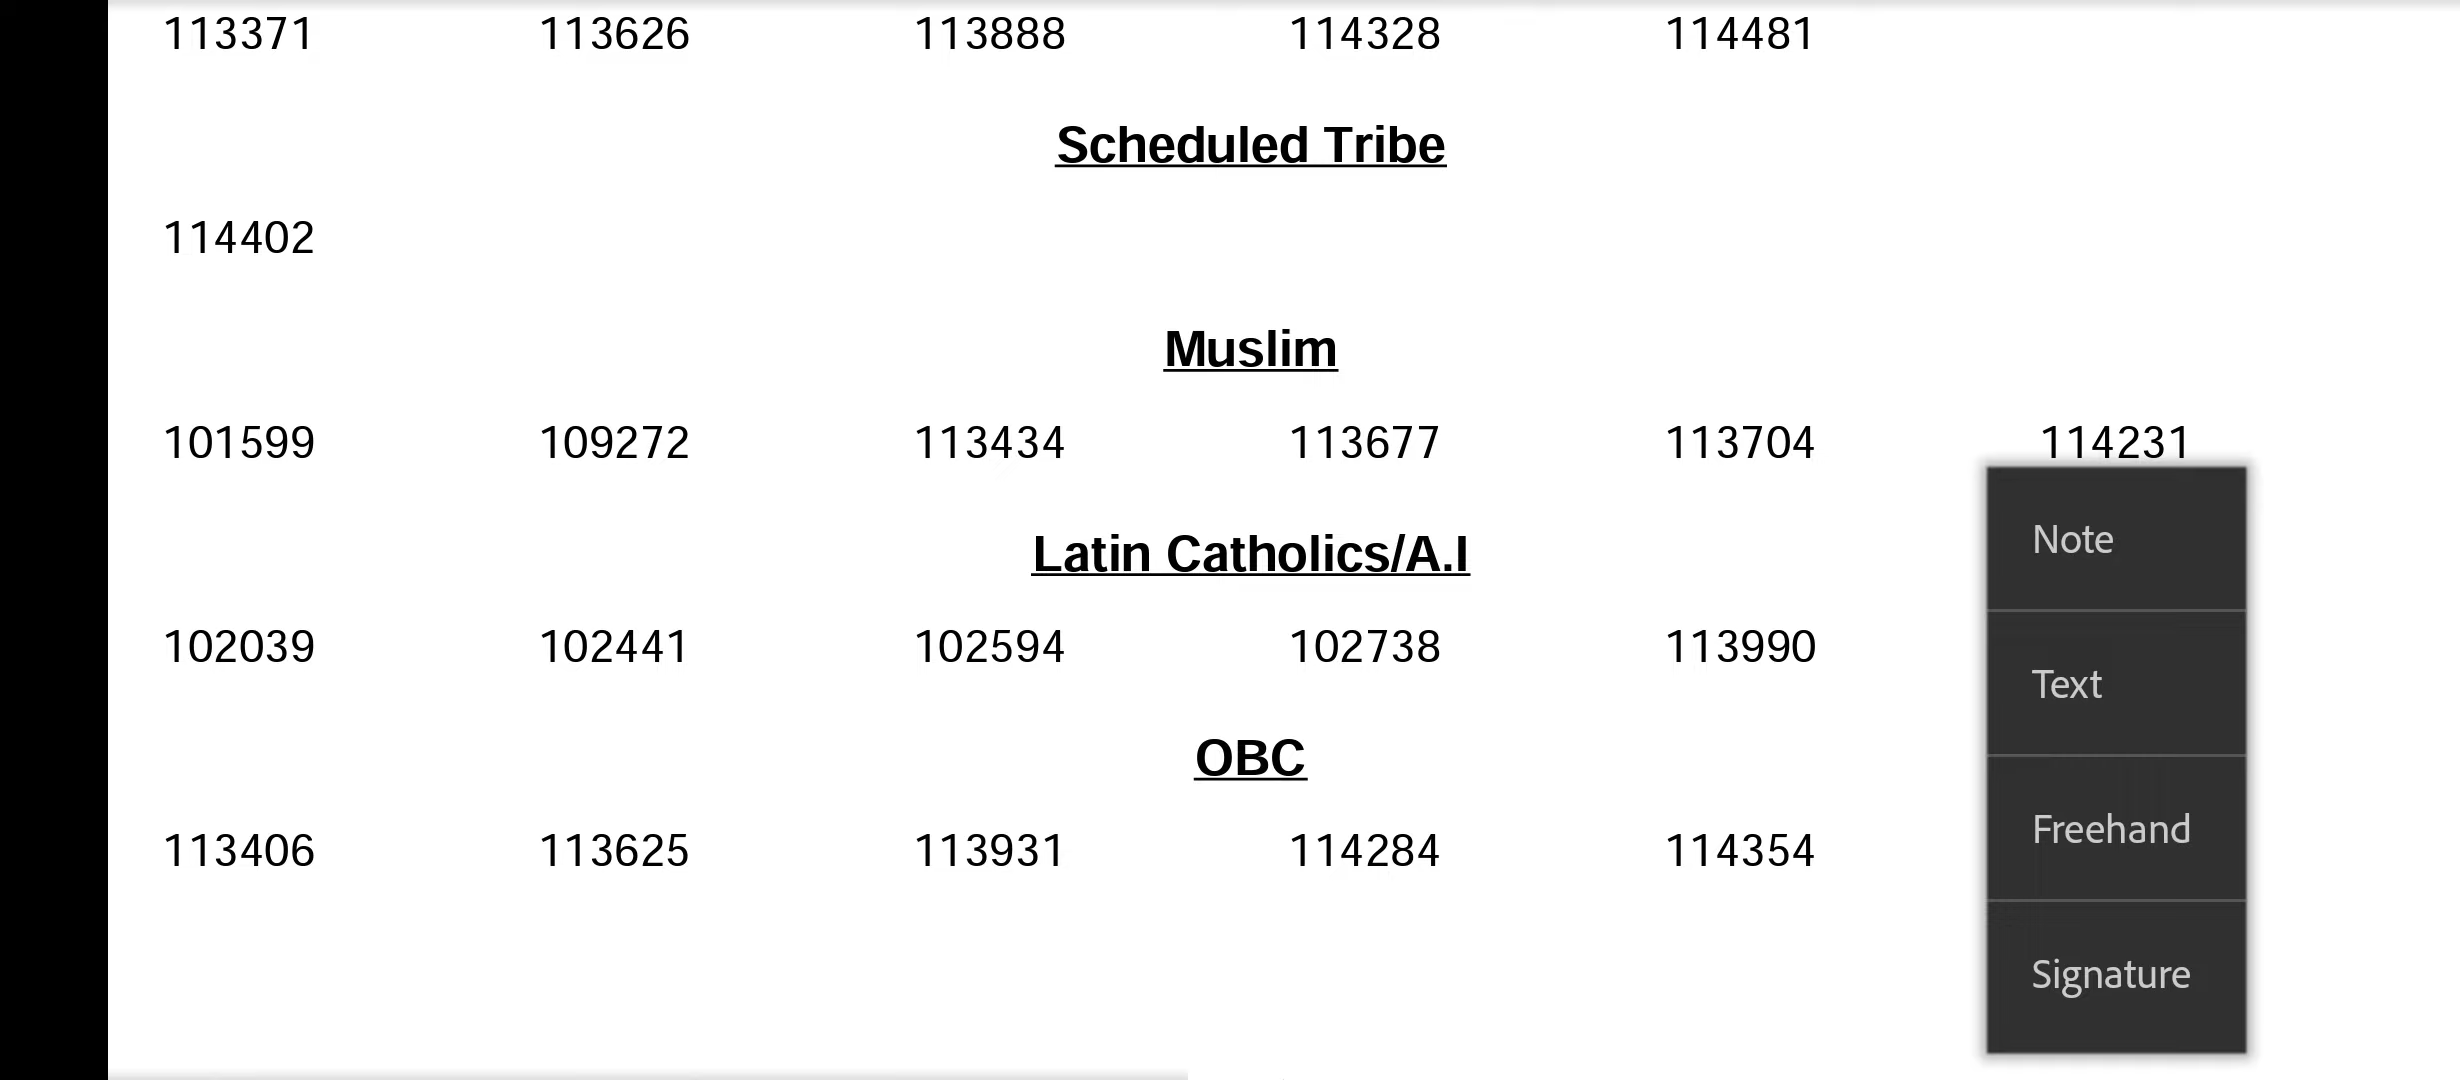 113371 113626 113888 114328 114481
Scheduled Tribe
114402
Muslim
101599 109272 113434 113677 113704 114231
Note
Latin Catholics/A.I
102039 102441 102594 102738 113990
Text
OBC
113406 113625 113931 114284 114354
Freehand
Signature